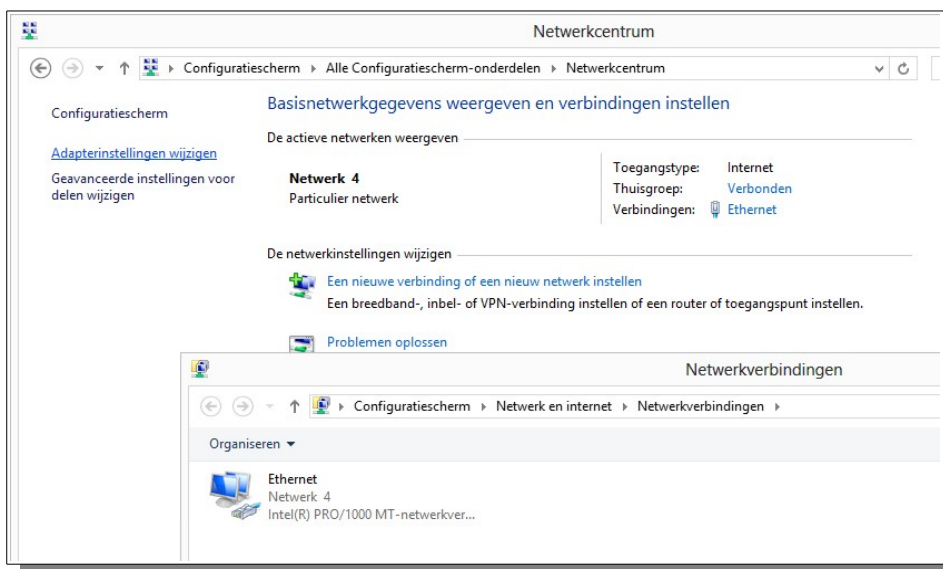 Netwerkcentrum
Configuratiescherm Alle Configuratiescherm-onderdelen Netwerkcentrum
Configuratiescherm
Adapterinstellingen wijzigen
Geavanceerde instellingen voor
delen wijzigen
Basisnetwerkgegevens weergeven en verbindingen instellen
De actieve netwerken weergeven
Netwerk 4
Particulier netwerk
Toegangstype: Internet
Thuisgroep: Verbonden
Verbindingen: Ethernet
De netwerkinstellingen wijzigen
Een nieuwe verbinding of een nieuw netwerk instellen
Een breedband-, inbel- of VPN-verbinding instellen of een router of toegangspunt instellen.
Problemen oplossen
Netwerkverbindingen
Configuratiescherm Netwerk en internet Netwerkverbindingen
Organiseren
Ethernet
Netwerk 4
Intel(R) PRO/1000 MT-netwerkver...